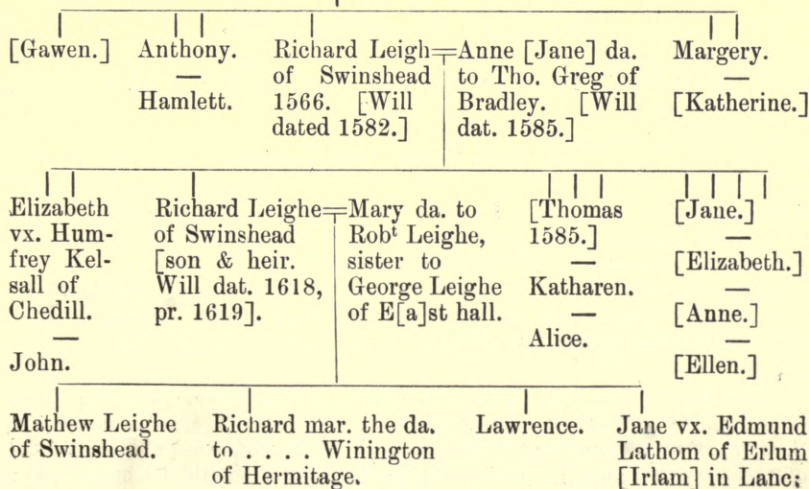 [Gawen.]
Anthony.
—
Hamlett.
Richard Leigh
of Swinshead
1566. [Will
dated 1582.]
Anne [Jane] da.
to Tho. Greg of
Bradley. [Will
dat. 1585.]
Margery.
—
[Katherine.]
Elizabeth
vx. Hum-
frey Kel-
sall of
Chedill.
—
John.
Richard Leighe
of Swinshead
[son & heir.
Will dat. 1618,
pr. 1619].
Mary da. to
Robᵗ Leighe,
sister to
George Leighe
of E[a]st hall.
[Thomas
1585.]
—
Katharen.
—
Alice.
[Jane.]
—
[Elizabeth.]
—
[Anne.]
—
[Ellen.]
Mathew Leighe
of Swinshead.
Richard mar. the da.
to . . . . Winington
of Hermitage.
Lawrence.
Jane vx. Edmund
Lathom of Erlum
[Irlam] in Lanc;